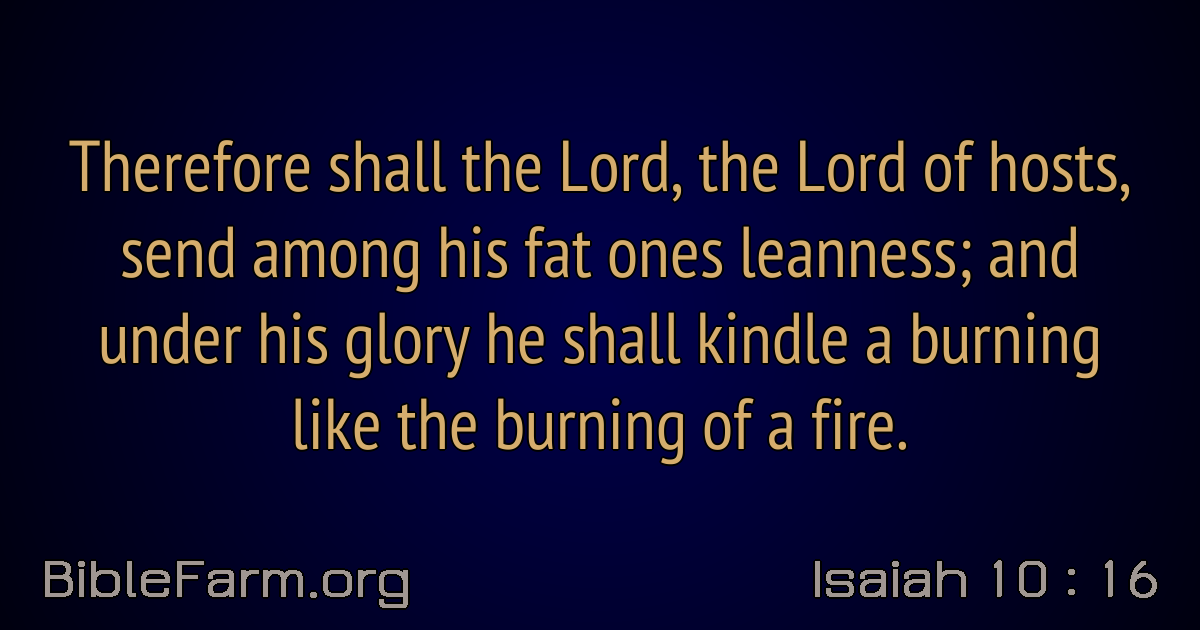 Therefore shall the Lord, the Lord of hosts,
send among his fat ones leanness; and
under his glory he shall kindle a burning
like the burning of a fire.
BibleFarm.org
Isaiah 10 : 16